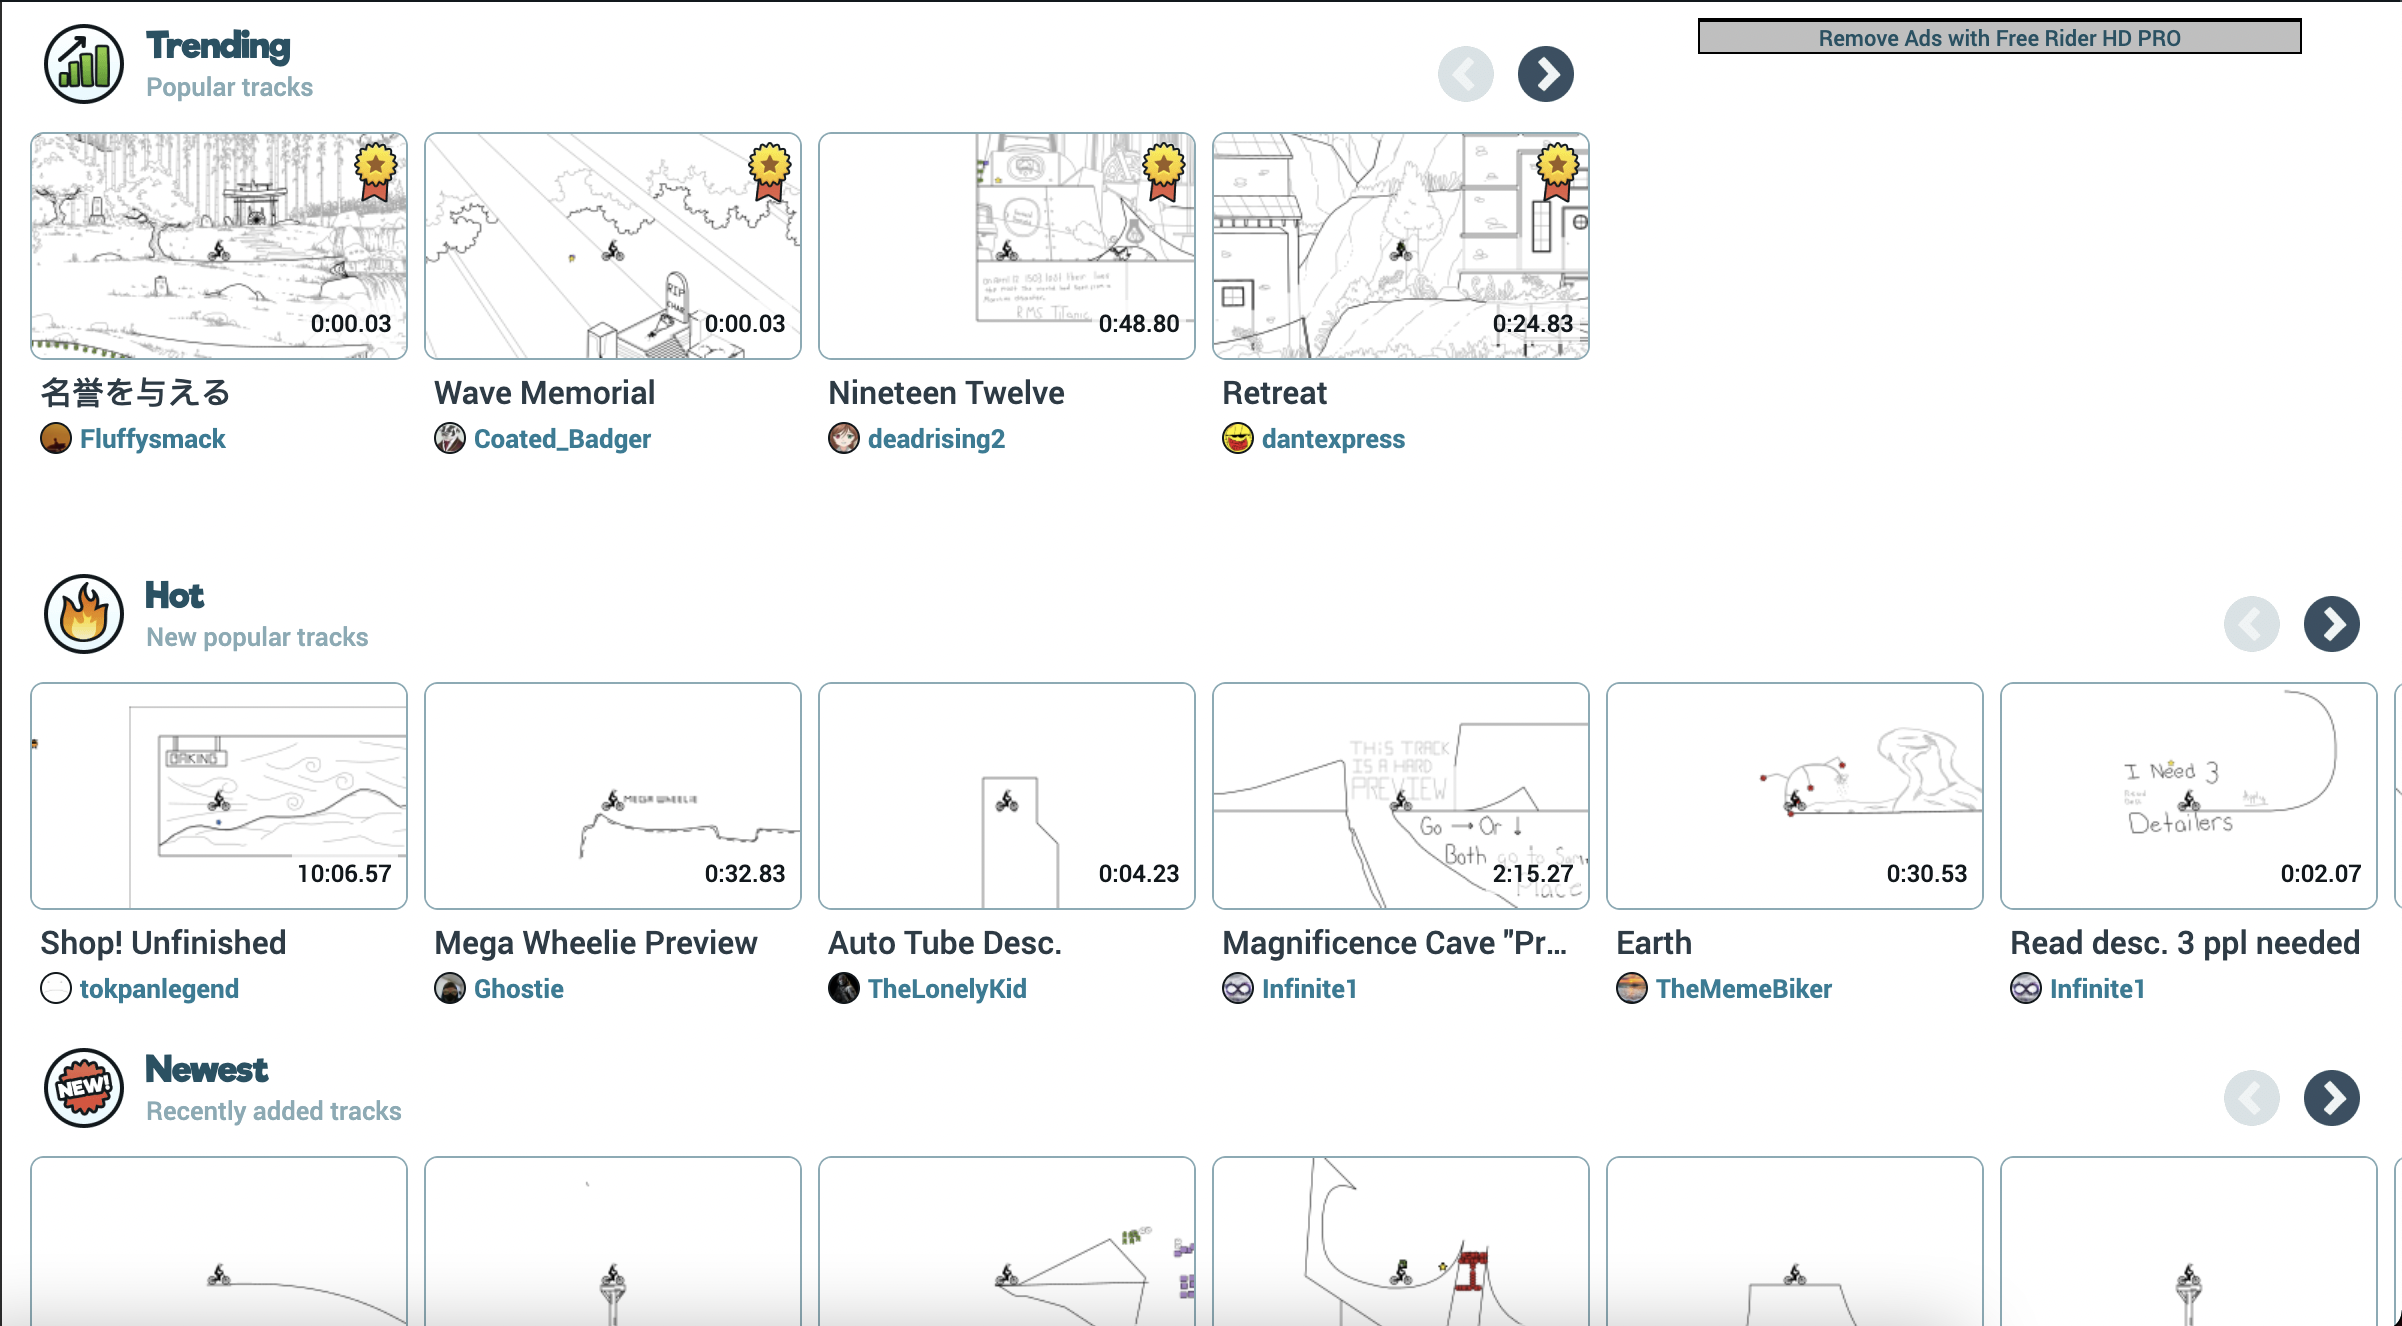 Trending
Popular tracks
Remove Ads with Free Rider HD PRO
RIP
RMS Titanic
0:00.03
0:00.03
0:48.80
0:24.83
名誉を与える
Wave Memorial
Nineteen Twelve
Retreat
Fluffysmack
Coated_Badger
deadrising2
dantexpress
Hot
New popular tracks
BAKING
MEGA WHEELIE
THIS TRACK
IS A HARD
PREVIEW
Go → Or ↓
Both go to Same
Place
I Need 3
Detailers
10:06.57
0:32.83
0:04.23
2:15.27
0:30.53
0:02.07
Shop! Unfinished
Mega Wheelie Preview
Auto Tube Desc.
Magnificence Cave "Pr...
Earth
Read desc. 3 ppl needed
tokpanlegend
Ghostie
TheLonelyKid
Infinite1
TheMemeBiker
Infinite1
NEW!
Newest
Recently added tracks